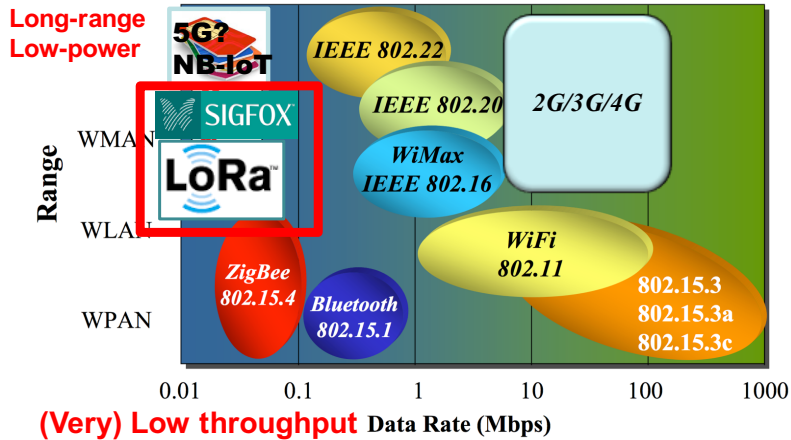 Long-range
Low-power
5G?
NB-IoT
IEEE 802.22
IEEE 802.20
2G/3G/4G
SIGFOX
WMAN
LoRa™
WiMax
IEEE 802.16
Range
WLAN
WiFi
802.11
ZigBee
802.15.4
Bluetooth
802.15.1
802.15.3
802.15.3a
802.15.3c
WPAN
0.01 0.1 1 10 100 1000
(Very) Low throughput Data Rate (Mbps)